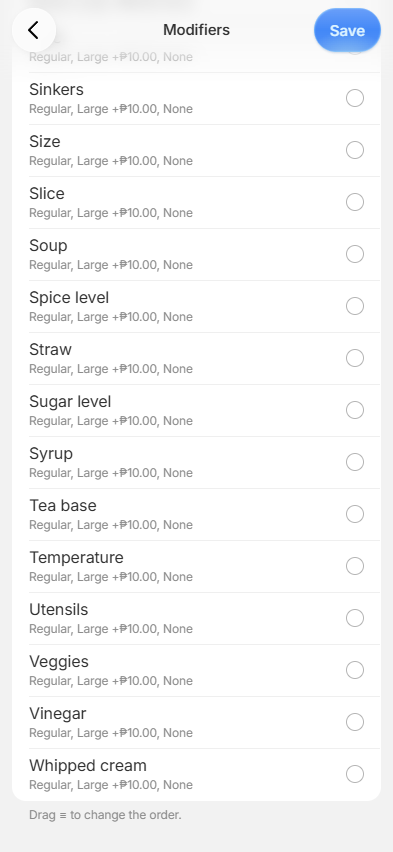 Modifiers
Save
Regular, Large +₱10.00, None
Sinkers
Regular, Large +₱10.00, None
Size
Regular, Large +₱10.00, None
Slice
Regular, Large +₱10.00, None
Soup
Regular, Large +₱10.00, None
Spice level
Regular, Large +₱10.00, None
Straw
Regular, Large +₱10.00, None
Sugar level
Regular, Large +₱10.00, None
Syrup
Regular, Large +₱10.00, None
Tea base
Regular, Large +₱10.00, None
Temperature
Regular, Large +₱10.00, None
Utensils
Regular, Large +₱10.00, None
Veggies
Regular, Large +₱10.00, None
Vinegar
Regular, Large +₱10.00, None
Whipped cream
Regular, Large +₱10.00, None
Drag ≡ to change the order.